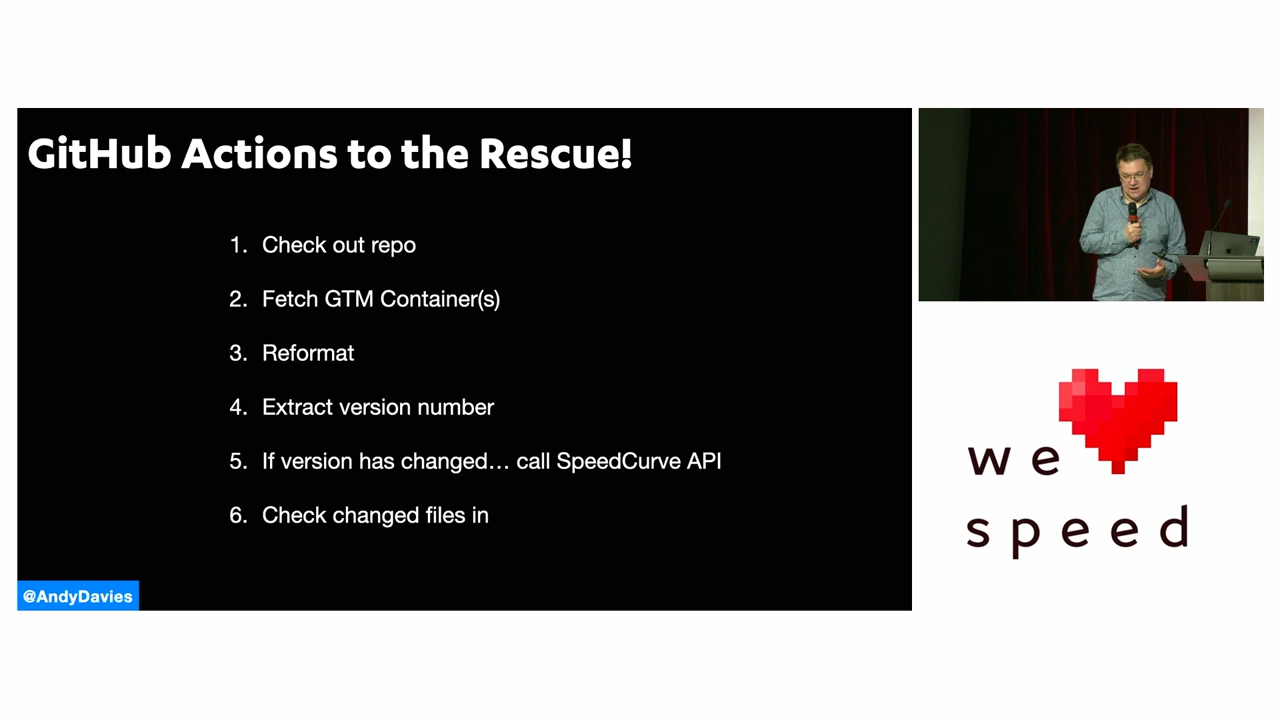 GitHub Actions to the Rescue!
1. Check out repo
2. Fetch GTM Container(s)
3. Reformat
4. Extract version number
5. If version has changed… call SpeedCurve API
6. Check changed files in
@AndyDavies
we
speed